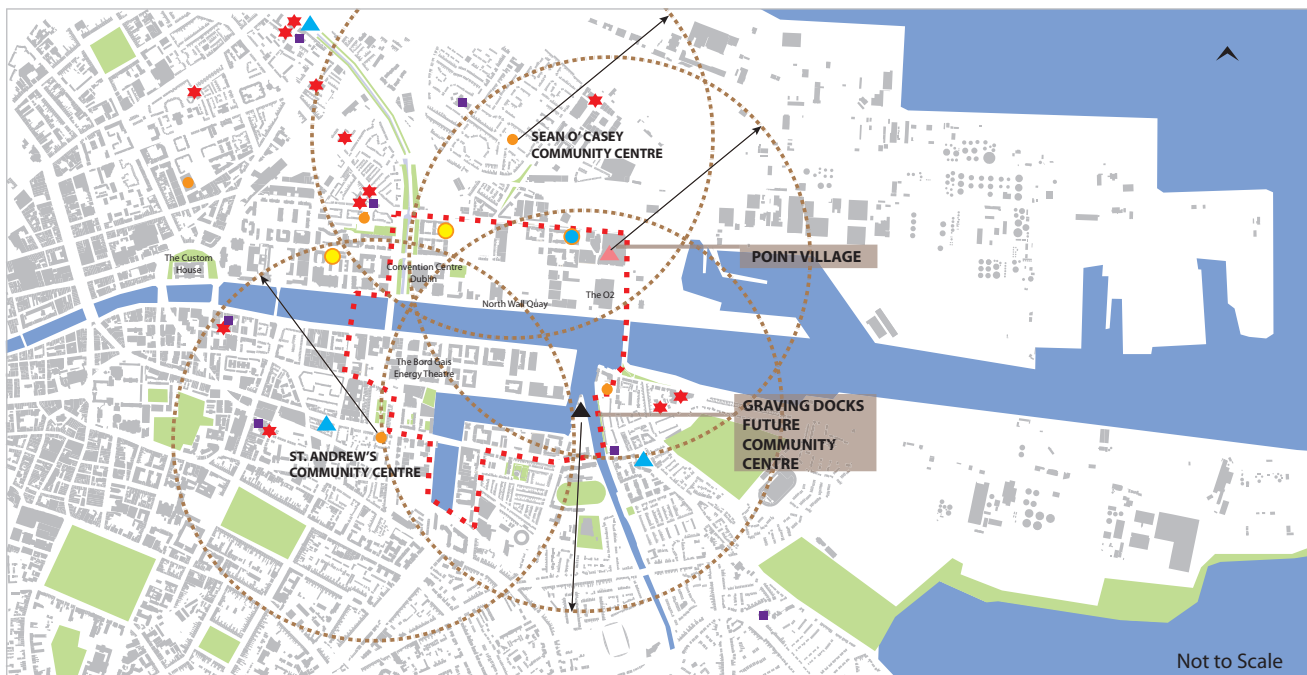 SEAN O' CASEY
COMMUNITY CENTRE
POINT VILLAGE
The Custom
House
Convention Centre
Dublin
North Wall Quay
The O2
The Bord Gais
Energy Theatre
GRAVING DOCKS
FUTURE
COMMUNITY
CENTRE
ST. ANDREW'S
COMMUNITY CENTRE
Not to Scale